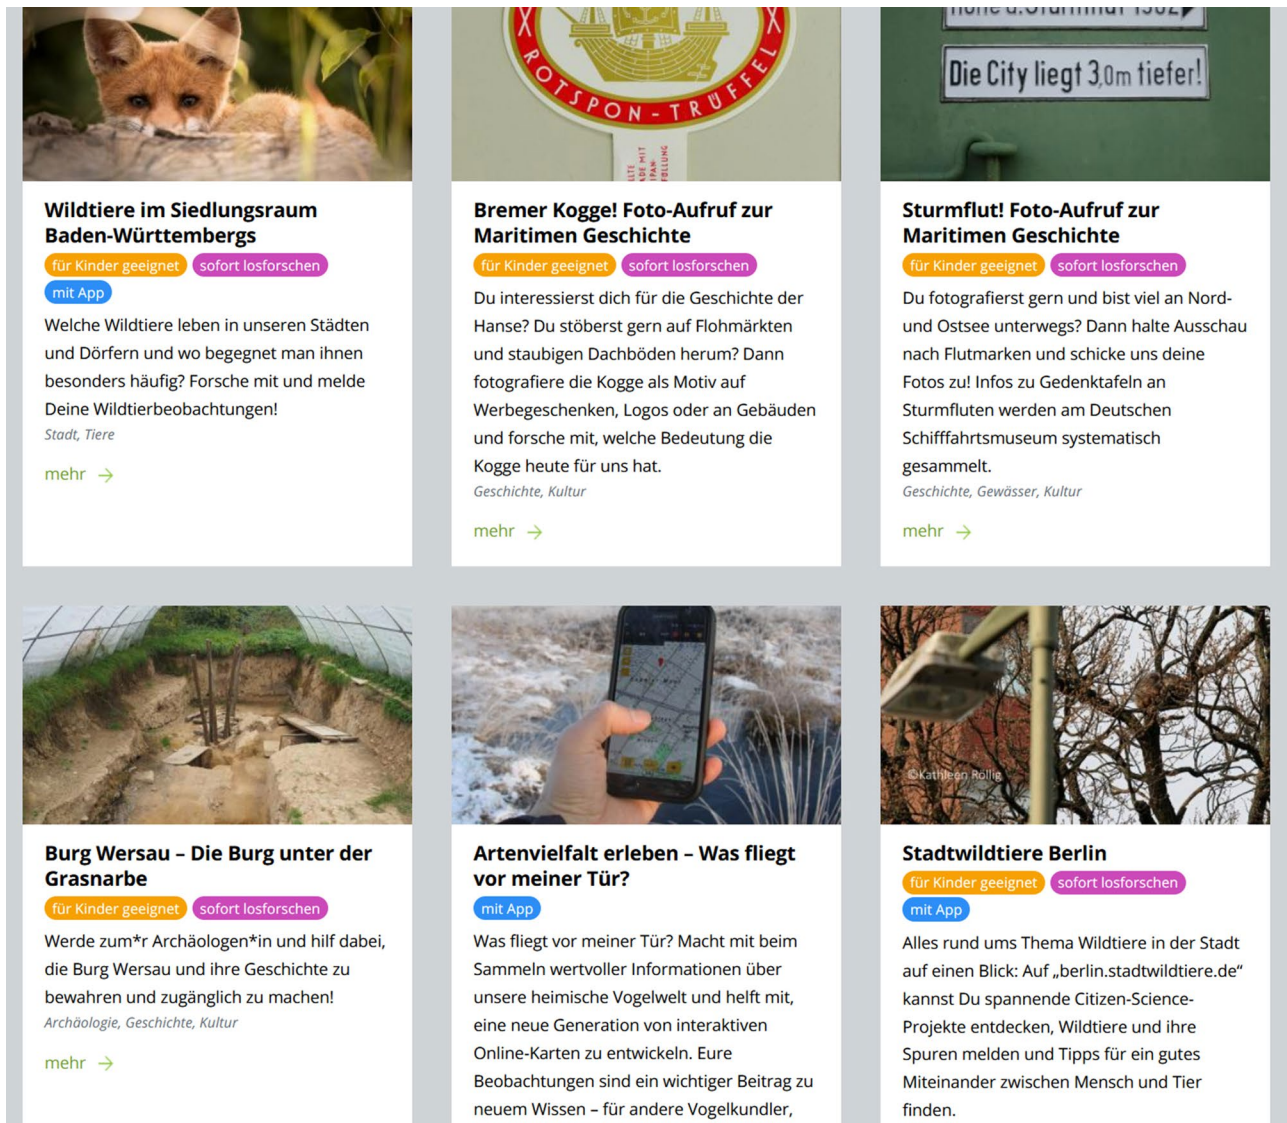 ROTSPON-TRÜFFEL
Die City liegt 3,0m tiefer!
Wildtiere im Siedlungsraum
Baden-Württembergs
für Kinder geeignet sofort losforschen
mit App
Welche Wildtiere leben in unseren Städten
und Dörfern und wo begegnet man ihnen
besonders häufig? Forsche mit und melde
Deine Wildtierbeobachtungen!
Stadt, Tiere
mehr →
Bremer Kogge! Foto-Aufruf zur
Maritimen Geschichte
für Kinder geeignet sofort losforschen
Du interessierst dich für die Geschichte der
Hanse? Du stöberst gern auf Flohmärkten
und staubigen Dachböden herum? Dann
fotografiere die Kogge als Motiv auf
Werbegeschenken, Logos oder an Gebäuden
und forsche mit, welche Bedeutung die
Kogge heute für uns hat.
Geschichte, Kultur
mehr →
Sturmflut! Foto-Aufruf zur
Maritimen Geschichte
für Kinder geeignet sofort losforschen
Du fotografierst gern und bist viel an Nord-
und Ostsee unterwegs? Dann halte Ausschau
nach Flutmarken und schicke uns deine
Fotos zu! Infos zu Gedenktafeln an
Sturmfluten werden am Deutschen
Schifffahrtsmuseum systematisch
gesammelt.
Geschichte, Gewässer, Kultur
mehr →
Burg Wersau – Die Burg unter der
Grasnarbe
für Kinder geeignet sofort losforschen
Werde zum*r Archäologen*in und hilf dabei,
die Burg Wersau und ihre Geschichte zu
bewahren und zugänglich zu machen!
Archäologie, Geschichte, Kultur
mehr →
Artenvielfalt erleben – Was fliegt
vor meiner Tür?
mit App
Was fliegt vor meiner Tür? Macht mit beim
Sammeln wertvoller Informationen über
unsere heimische Vogelwelt und helft mit,
eine neue Generation von interaktiven
Online-Karten zu entwickeln. Eure
Beobachtungen sind ein wichtiger Beitrag zu
neuem Wissen – für andere Vogelkundler,
©Kathleen Röllig
Stadtwildtiere Berlin
für Kinder geeignet sofort losforschen
mit App
Alles rund ums Thema Wildtiere in der Stadt
auf einen Blick: Auf „berlin.stadtwildtiere.de“
kannst Du spannende Citizen-Science-
Projekte entdecken, Wildtiere und ihre
Spuren melden und Tipps für ein gutes
Miteinander zwischen Mensch und Tier
finden.